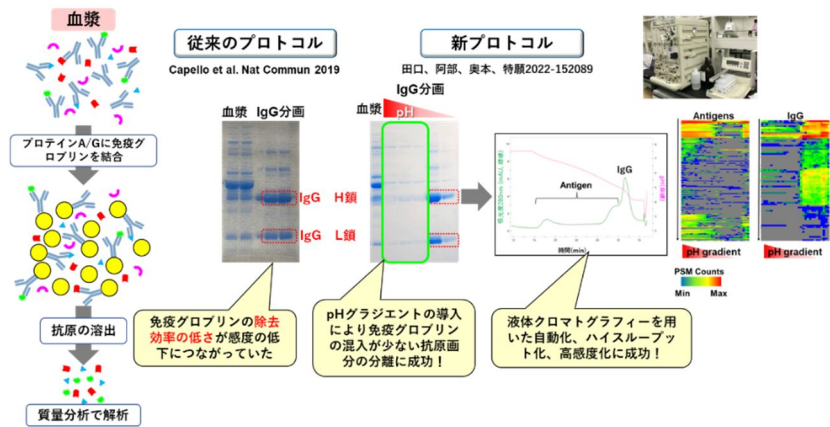 血漿
プロテインA/Gに免疫グ
ロブリンを結合
抗原の溶出
質量分析で解析
従来のプロトコル
Capello et al. Nat Commun 2019
血漿 IgG分画
IgG H鎖
IgG L鎖
免疫グロブリンの除去
効率の低さが感度の低
下につながっていた
新プロトコル
田口、阿部、奥本、特願2022-152089
IgG分画
血漿
pH
pHグラジエントの導入
により免疫グロブリン
の混入が少ない抗原画
分の分離に成功！
IgG
Antigen
時間(min)
液体クロマトグラフィーを用
いた自動化、ハイスループッ
ト化、高感度化に成功！
Antigens
IgG
pH gradient
pH gradient
PSM Counts
Min Max